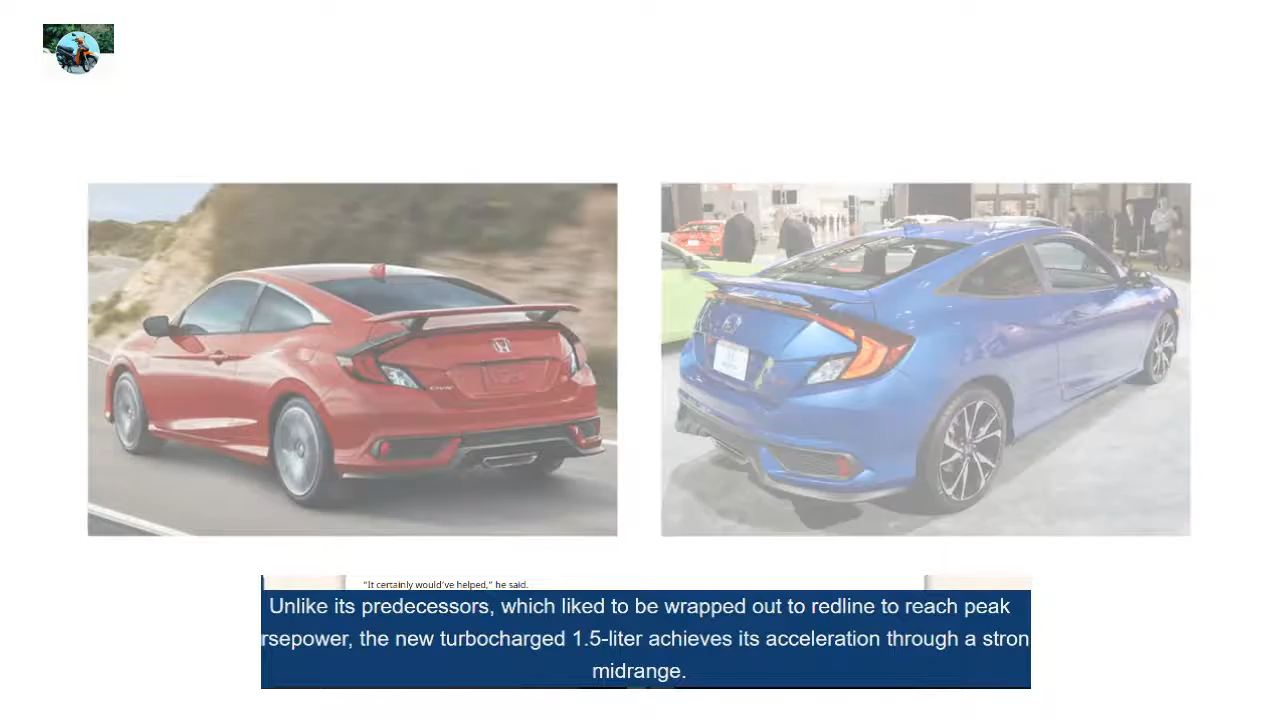 “It certainly would’ve helped,” he said.
Unlike its predecessors, which liked to be wrapped out to redline to reach peak
rsepower, the new turbocharged 1.5-liter achieves its acceleration through a stron
midrange.